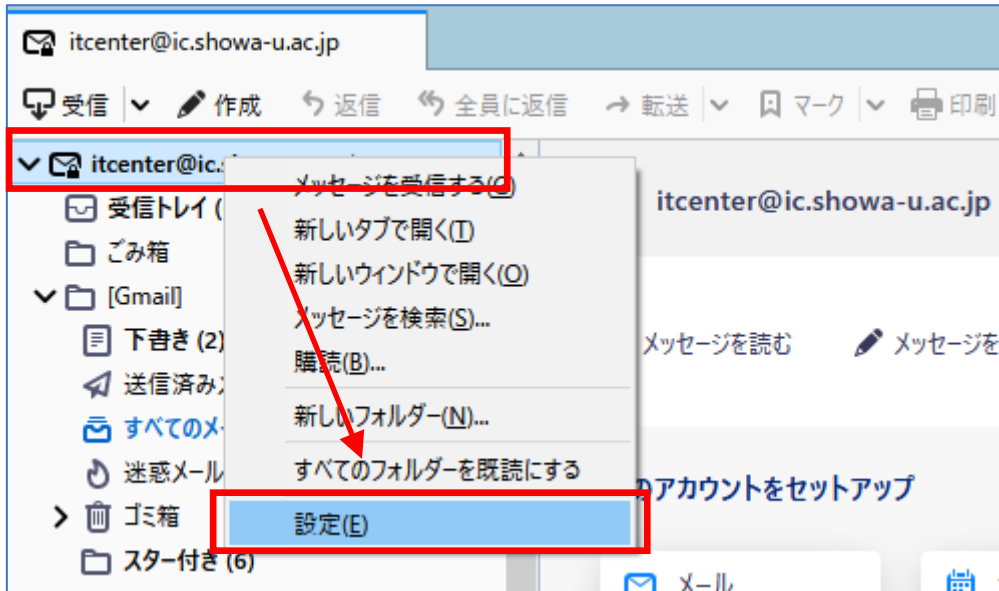 itcenter@ic.showa-u.ac.jp
受信 作成 返信 全員に返信 転送 マーク 印刷
itcenter@ic.
受信トレイ (
ごみ箱
[Gmail]
下書き (2)
送信済み
すべてのメ
迷惑メール
ゴミ箱
スター付き (6)
メッセージを受信する(G)
新しいタブで開く(T)
新しいウィンドウで開く(O)
メッセージを検索(S)...
購読(B)...
新しいフォルダー(N)...
すべてのフォルダーを既読にする
設定(E)
itcenter@ic.showa-u.ac.jp
メッセージを読む メッセージを
のアカウントをセットアップ
メール